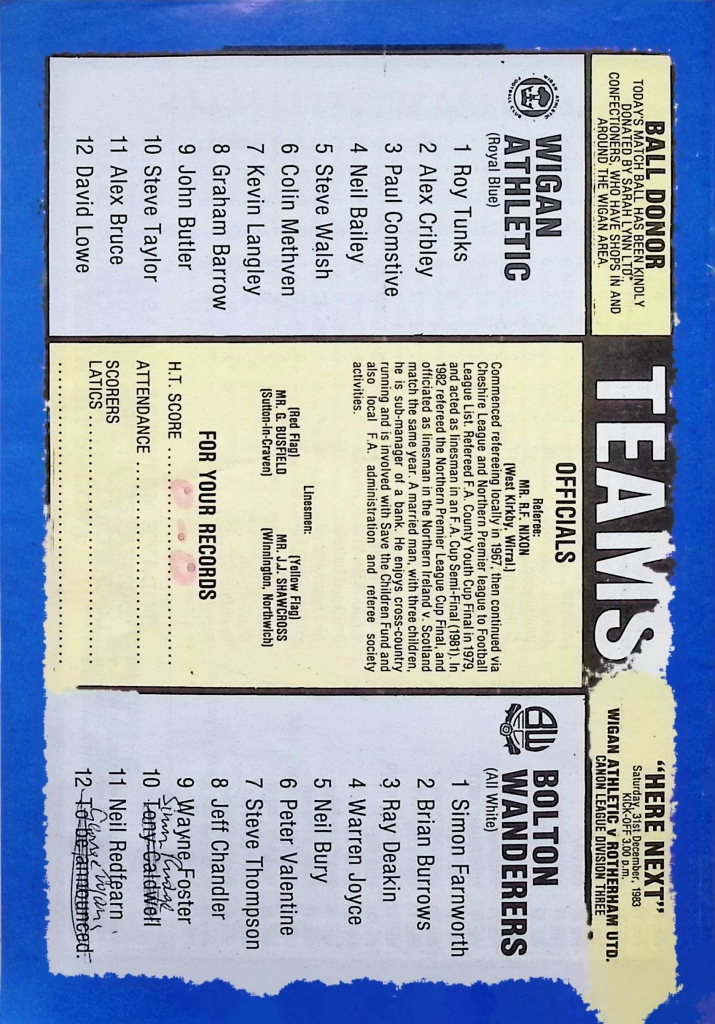 BALL DONOR
TODAY'S MATCH BALL HAS BEEN KINDLY
DONATED BY SARAH LYNN LTD.,
CONFECTIONERS, WHO HAVE SHOPS IN AND
AROUND THE WIGAN AREA.
TEAMS
"HERE NEXT"
Saturday, 31st December, 1983
KICK-OFF 3.00 p.m.
WIGAN ATHLETIC v ROTHERHAM UTD.
CANON LEAGUE DIVISION THREE
WIGAN
ATHLETIC
(Royal Blue)
1 Roy Tunks
2 Alex Cribley
3 Paul Comstive
4 Neil Bailey
5 Steve Walsh
6 Colin Methven
7 Kevin Langley
8 Graham Barrow
9 John Butler
10 Steve Taylor
11 Alex Bruce
12 David Lowe
OFFICIALS
Referee:
MR. R.F. NIXON
(West Kirkby, Wirral.)
Commenced refereeing locally in 1967, then continued via
Cheshire League and Northern Premier league to Football
League List. Refereed F.A. County Youth Cup Final in 1979,
and acted as linesman in an F.A. Cup Semi-Final (1981). In
1982 refereed the Northern Premier League Cup Final, and
officiated as linesman in the Northern Ireland v. Scotland
match the same year. A married man, with three children,
he is sub-manager of a bank. He enjoys cross-country
running and is involved with Save the Children Fund and
also local F.A. administration and referee society
activities.
Linesmen:
(Red Flag)
MR. G. BUSFIELD
(Sutton-In-Craven)
(Yellow Flag)
MR. J.J. SHAWCROSS
(Winnington, Northwich)
FOR YOUR RECORDS
H.T. SCORE 0-0
ATTENDANCE
SCORERS
LATICS
BOLTON
WANDERERS
(All White)
1 Simon Farnworth
2 Brian Burrows
3 Ray Deakin
4 Warren Joyce
5 Neil Bury
6 Peter Valentine
7 Steve Thompson
8 Jeff Chandler
9 Wayne Foster
10 Tony Caldwell
11 Neil Redfearn
12 To be announced.